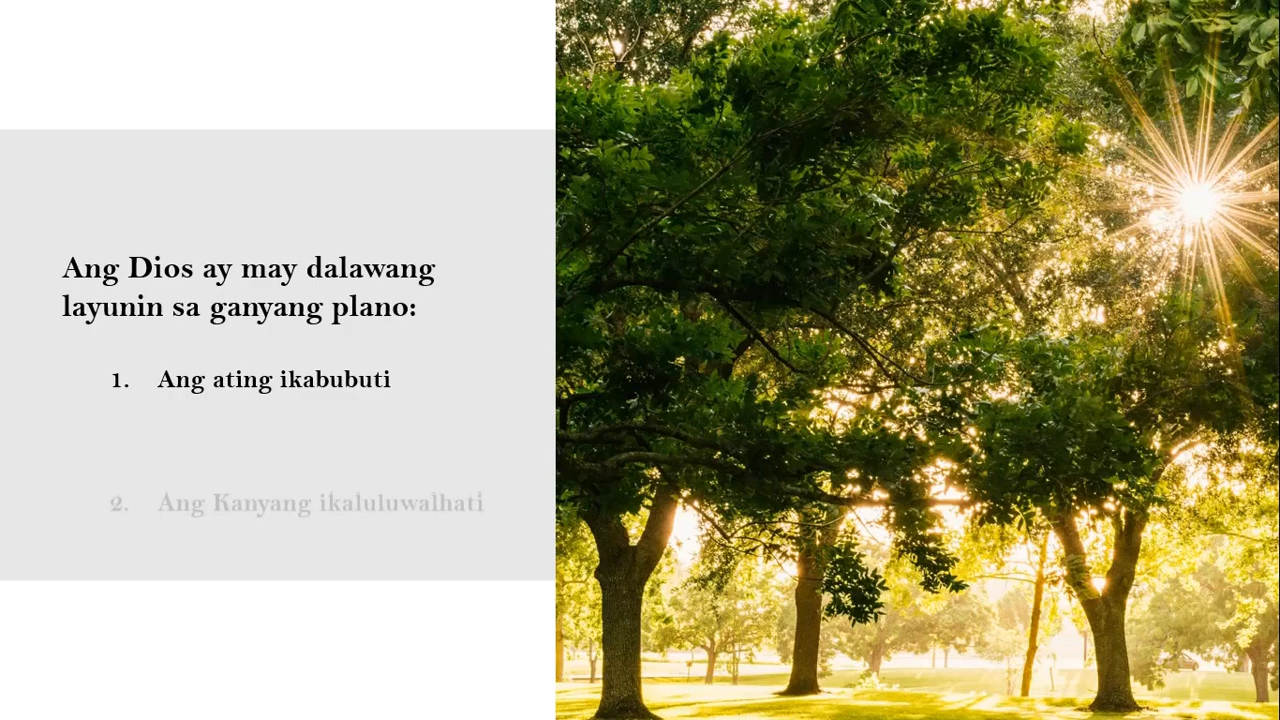 Ang Dios ay may dalawang
layunin sa ganyang plano:
1. Ang ating ikabubuti
2. Ang Kanyang ikaluluwalhati